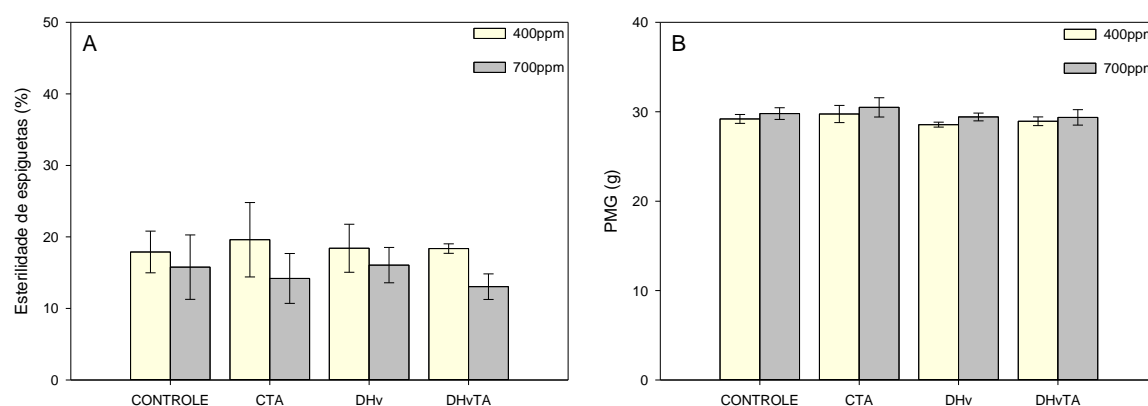 A
400ppm
700ppm
Esterilidade de espiguetas (%)
50
40
30
20
10
0
CONTROLE CTA DHv DHvTA
B
400ppm
700ppm
PMG (g)
40
30
20
10
0
CONTROLE CTA DHv DHvTA